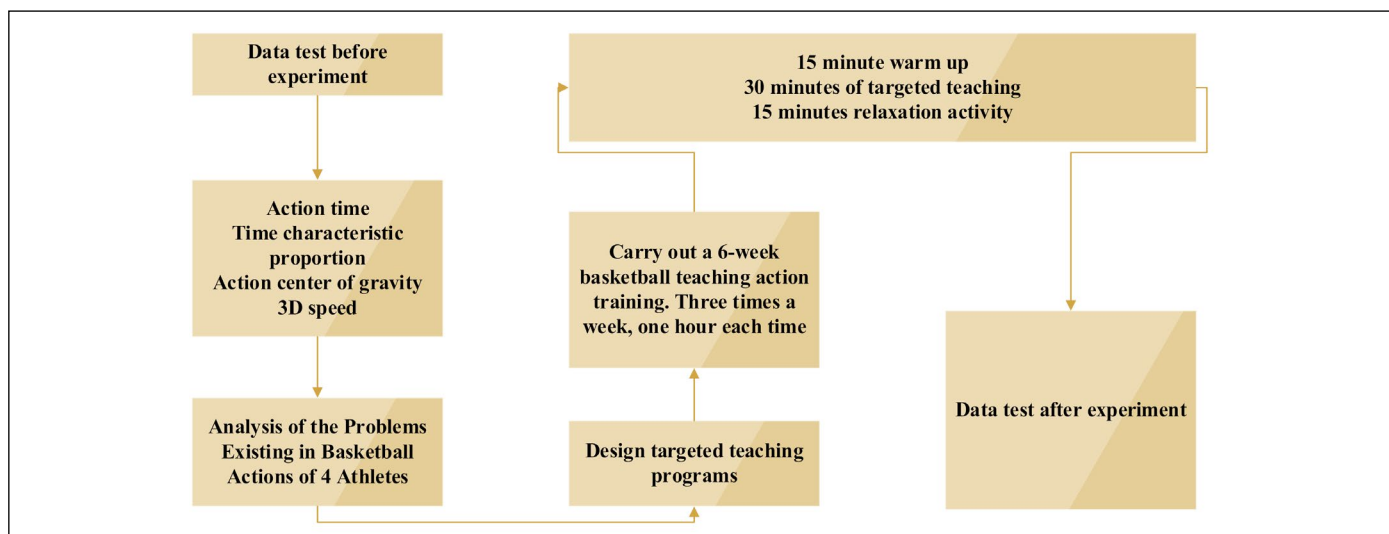 Data test before
experiment
Action time
Time characteristic
proportion
Action center of gravity
3D speed
Analysis of the Problems
Existing in Basketball
Actions of 4 Athletes
Design targeted teaching
programs
Carry out a 6-week
basketball teaching action
training. Three times a
week, one hour each time
15 minute warm up
30 minutes of targeted teaching
15 minutes relaxation activity
Data test after experiment